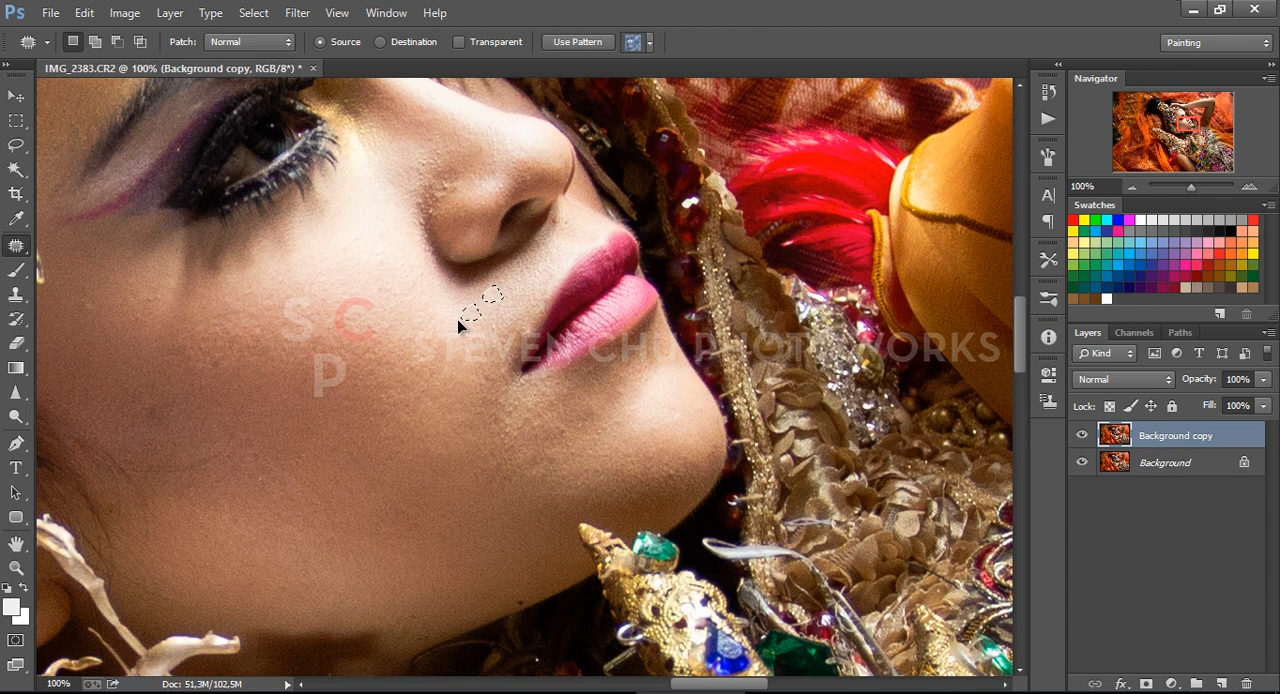 Ps File Edit Image Layer Type Select Filter View Window Help
Patch: Normal Source Destination Transparent Use Pattern Painting
IMG_2383.CR2 @ 100% (Background copy, RGB/8*) * ×
Navigator
100%
Swatches
SC
P
STEVEN CHU PHOTOWORKS
Layers Channels Paths
Kind T
Normal Opacity: 100%
Lock: Fill: 100%
Background copy
Background
T
A
100% Doc: 51,3M/102,5M
fx